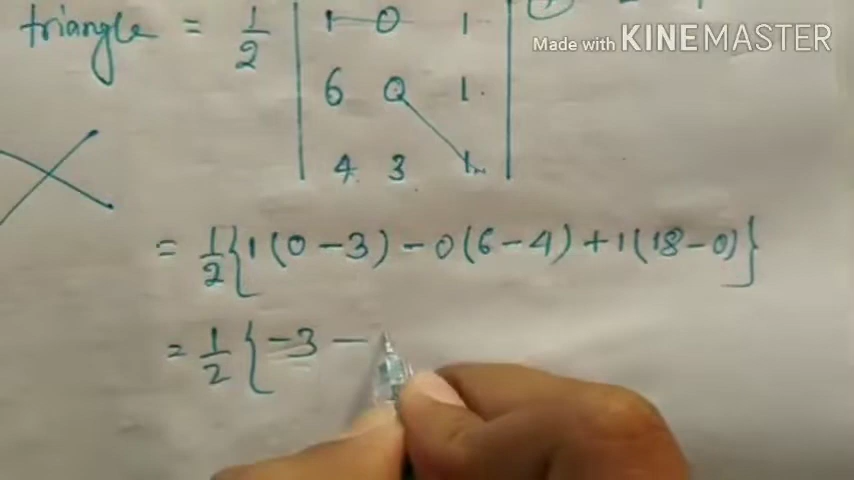 triangle = 1/2 | 1 0 1
Made with KINEMASTER
6 0 1
4 3 1 |
= 1/2 { 1 (0 - 3) - 0 (6 - 4) + 1 (18 - 0) }
= 1/2 { -3 -